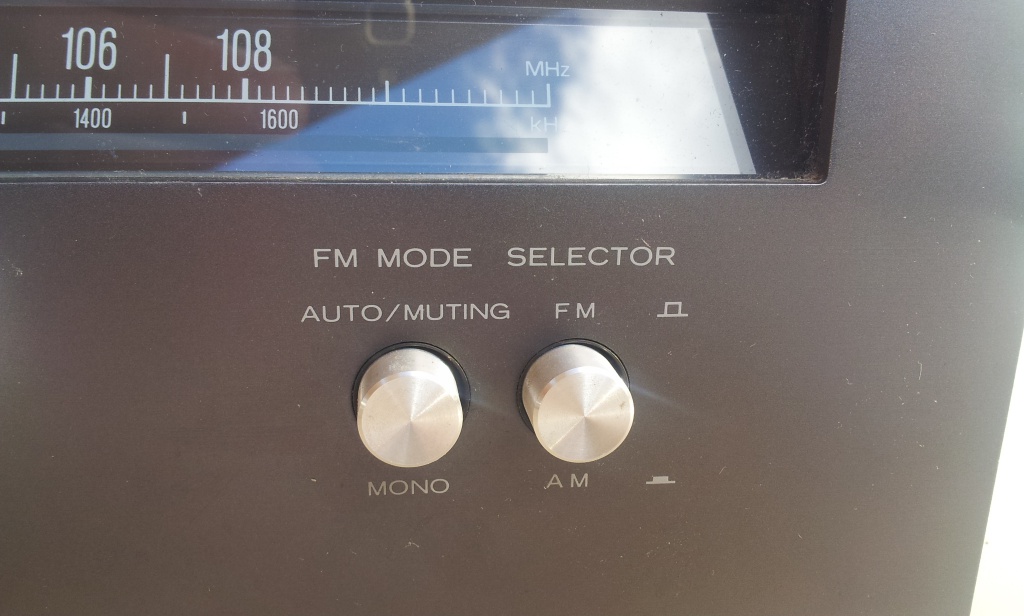 106 108
MHz
1400 1600 kHz
FM MODE SELECTOR
AUTO/MUTING FM
MONO AM